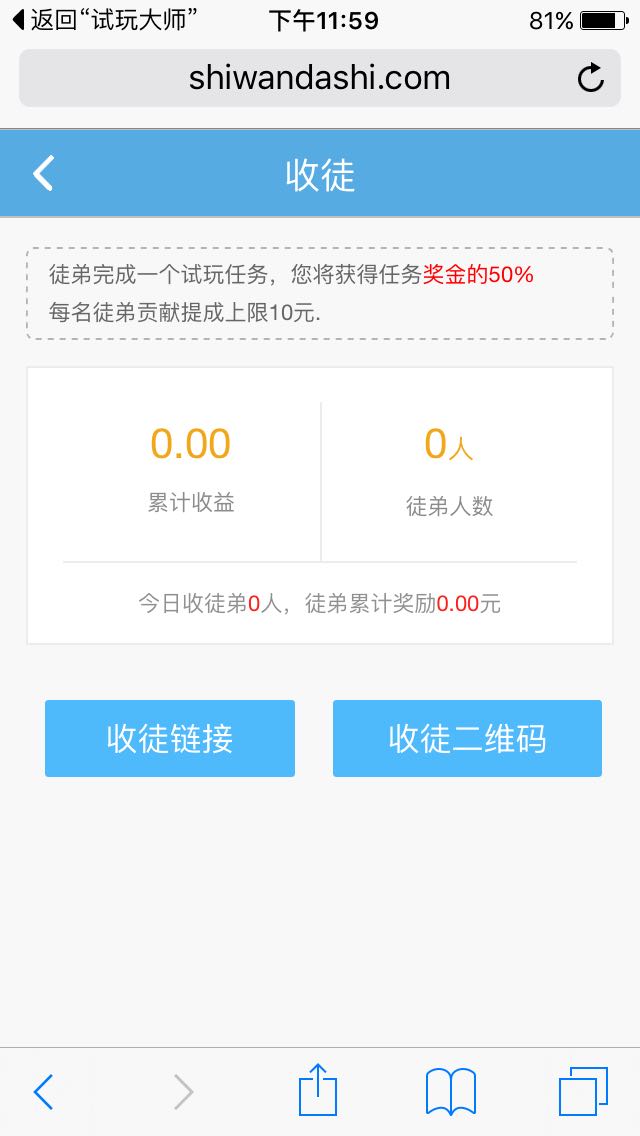 返回“试玩大师”
下午11:59
81%
shiwandashi.com
收徒
徒弟完成一个试玩任务，您将获得任务奖金的50%
每名徒弟贡献提成上限10元.
0.00
0人
累计收益
徒弟人数
今日收徒弟0人，徒弟累计奖励0.00元
收徒链接
收徒二维码